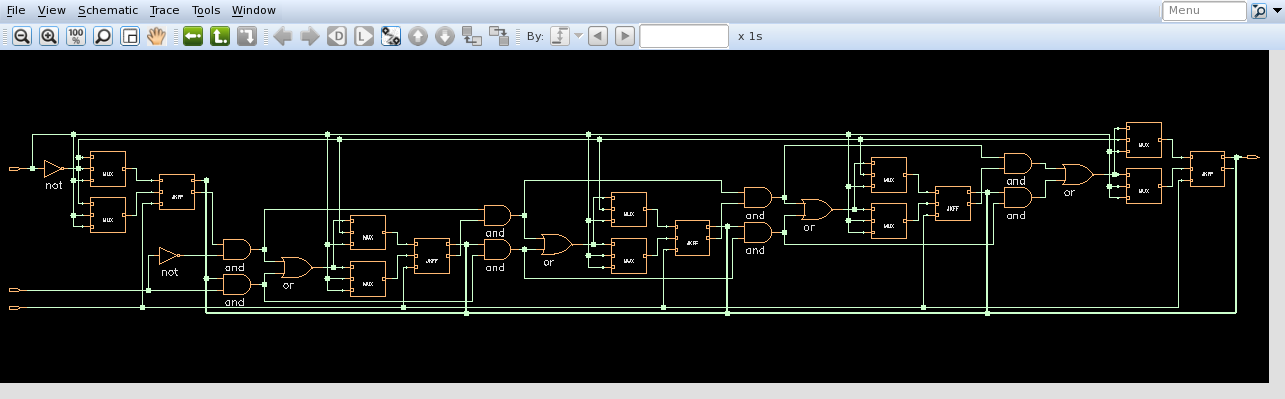 File View Schematic Trace Tools Window Menu
100 %
D L By: x 1s
MUX
MUX
not
JKFF
MUX
MUX
JKFF
not
and
and
or
and
and
or
MUX
MUX
JKFF
and
and
or
MUX
MUX
JKFF
and
and
or
MUX
MUX
JKFF